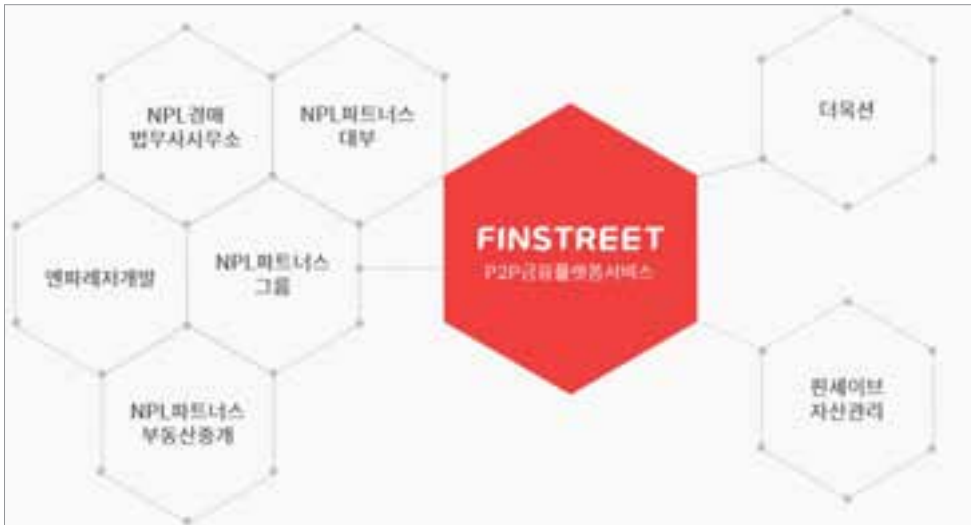 NPL경매
법무사사무소
NPL파트너스
대부
더옥션
엔파레저개발
NPL파트너스
그룹
FINSTREET
P2P금융플랫폼서비스
NPL파트너스
부동산중개
핀세이브
자산관리